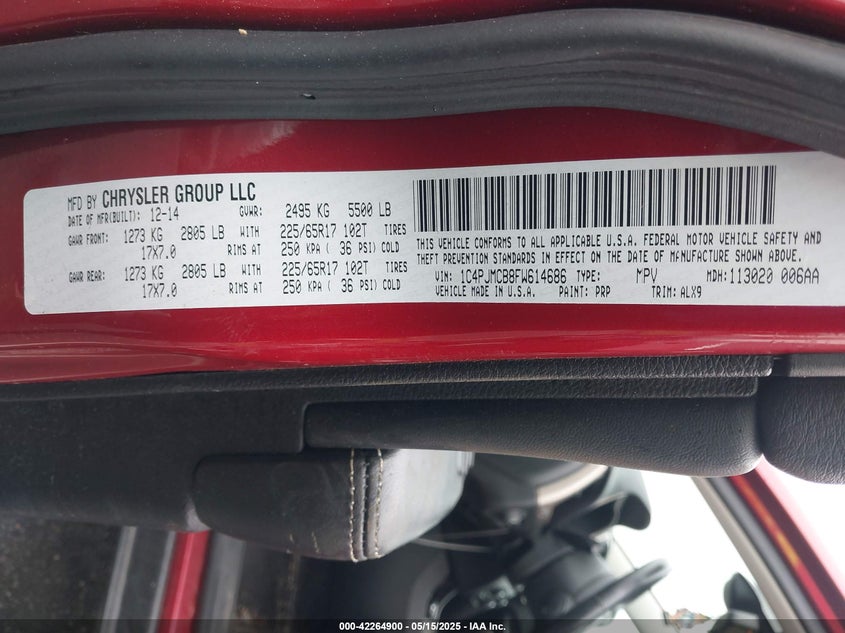 MFD BY CHRYSLER GROUP LLC
DATE OF MFR(BUILT): 12-14 GVWR: 2495 KG 5500 LB
GAWR FRONT: 1273 KG 2805 LB WITH 225/65R17 102T TIRES
17X7.0 RIMS AT 250 KPA ( 36 PSI) COLD
GAWR REAR: 1273 KG 2805 LB WITH 225/65R17 102T TIRES
17X7.0 RIMS AT 250 KPA ( 36 PSI) COLD
THIS VEHICLE CONFORMS TO ALL APPLICABLE U.S.A. FEDERAL MOTOR VEHICLE SAFETY AND
THEFT PREVENTION STANDARDS IN EFFECT ON THE DATE OF MANUFACTURE SHOWN ABOVE.
VIN: 1C4PJMCB8FW614686 TYPE: MPV MDH: 113020 006AA
VEHICLE MADE IN U.S.A. PAINT: PRP TRIM: ALX9
000-42264900 - 05/15/2025 - IAA Inc.